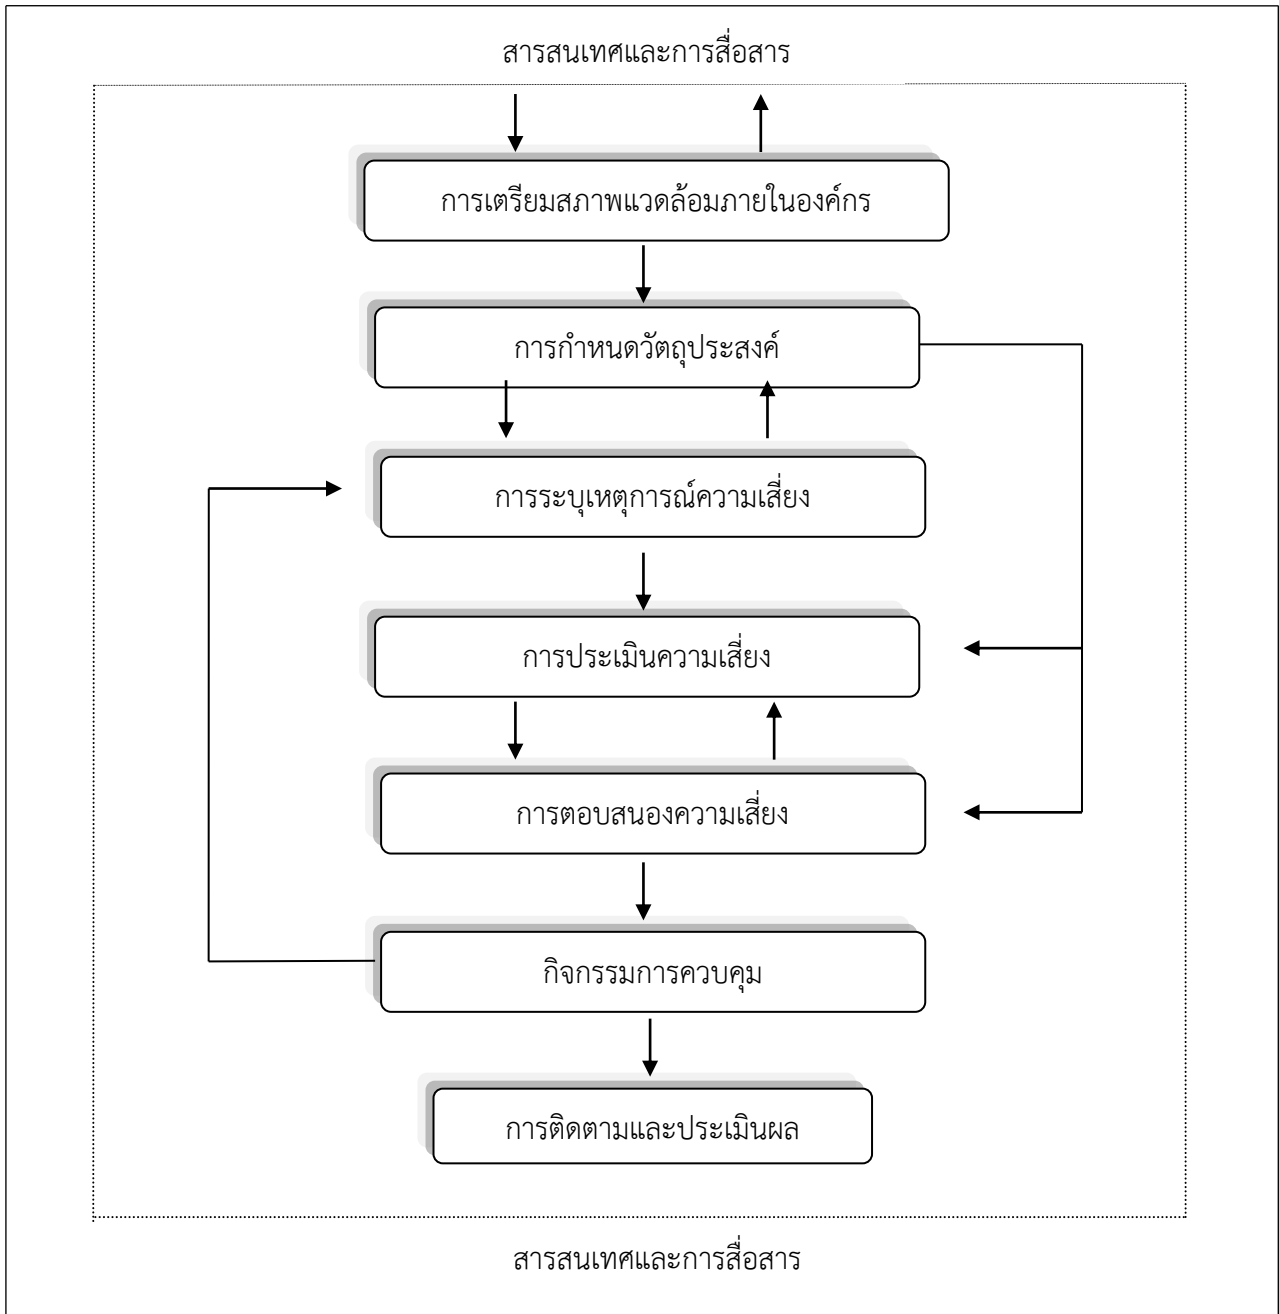 สารสนเทศและการสื่อสาร
การเตรียมสภาพแวดล้อมภายในองค์กร
การกำหนดวัตถุประสงค์
การระบุเหตุการณ์ความเสี่ยง
การประเมินความเสี่ยง
การตอบสนองความเสี่ยง
กิจกรรมการควบคุม
การติดตามและประเมินผล
สารสนเทศและการสื่อสาร